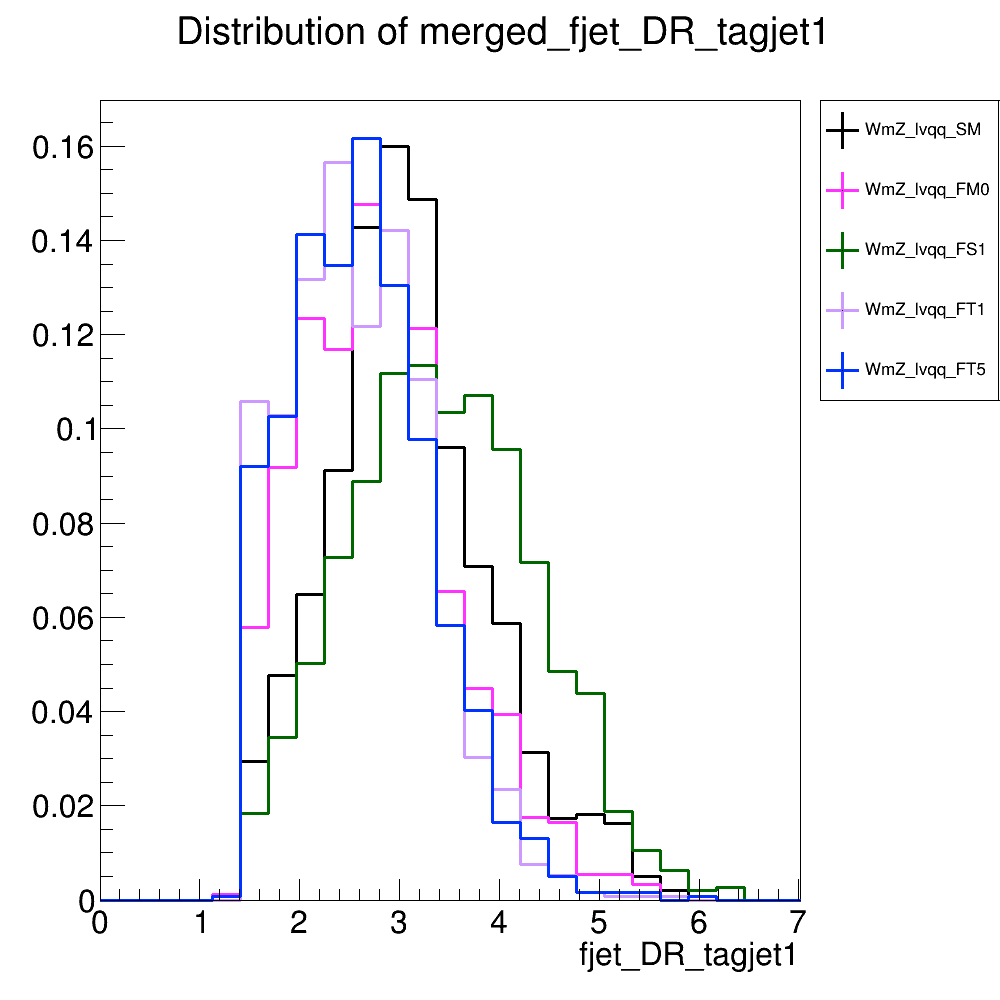 Distribution of merged_fjet_DR_tagjet1
WmZ_lvqq_SM
WmZ_lvqq_FM0
WmZ_lvqq_FS1
WmZ_lvqq_FT1
WmZ_lvqq_FT5
0.16
0.14
0.12
0.1
0.08
0.06
0.04
0.02
0
0 1 2 3 4 5 6 7
fjet_DR_tagjet1